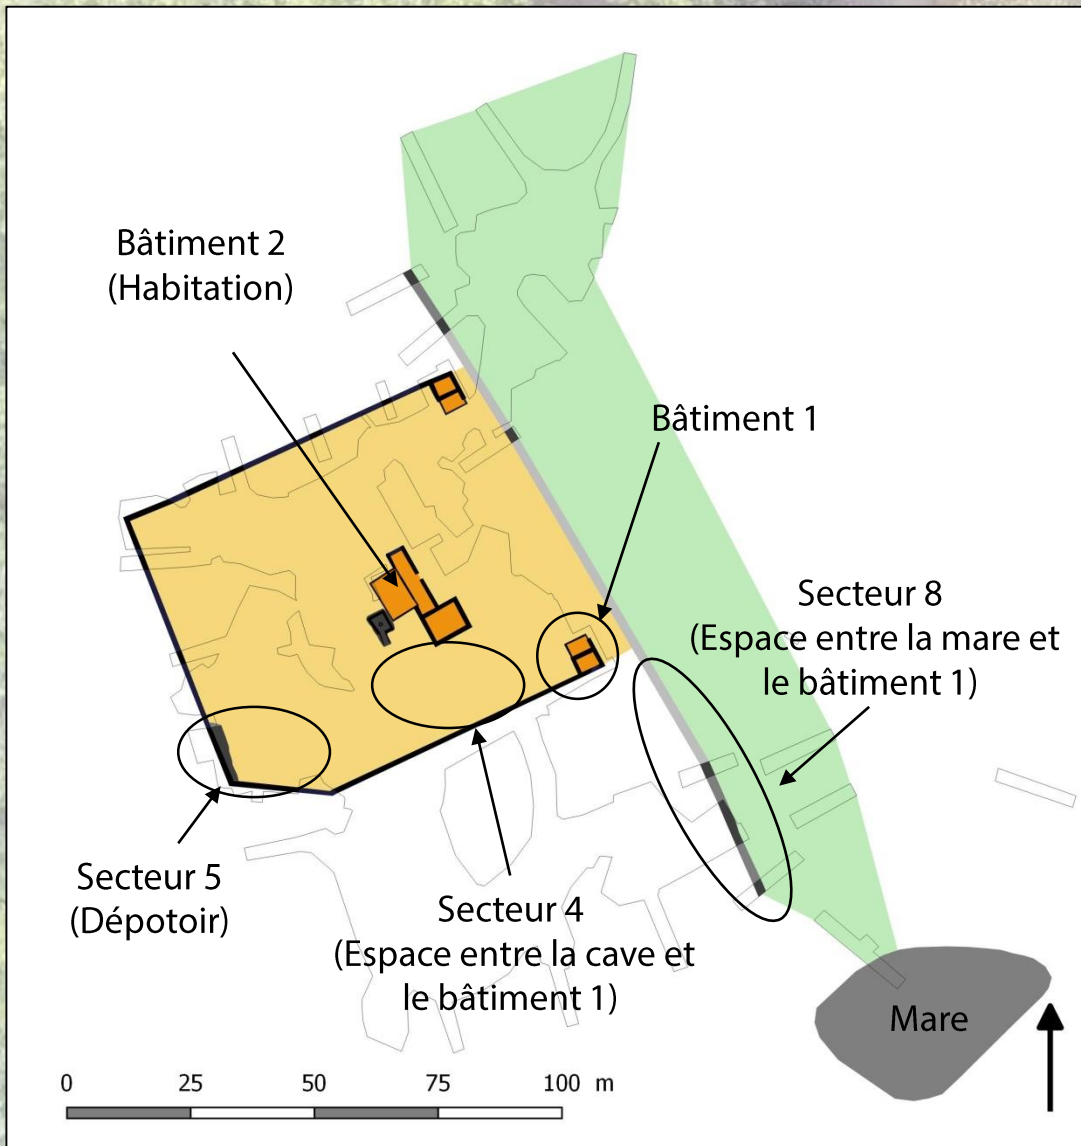 Bâtiment 2
(Habitation)
Bâtiment 1
Secteur 8
(Espace entre la mare et
le bâtiment 1)
Secteur 5
(Dépotoir)
Secteur 4
(Espace entre la cave et
le bâtiment 1)
Mare
0 25 50 75 100 m